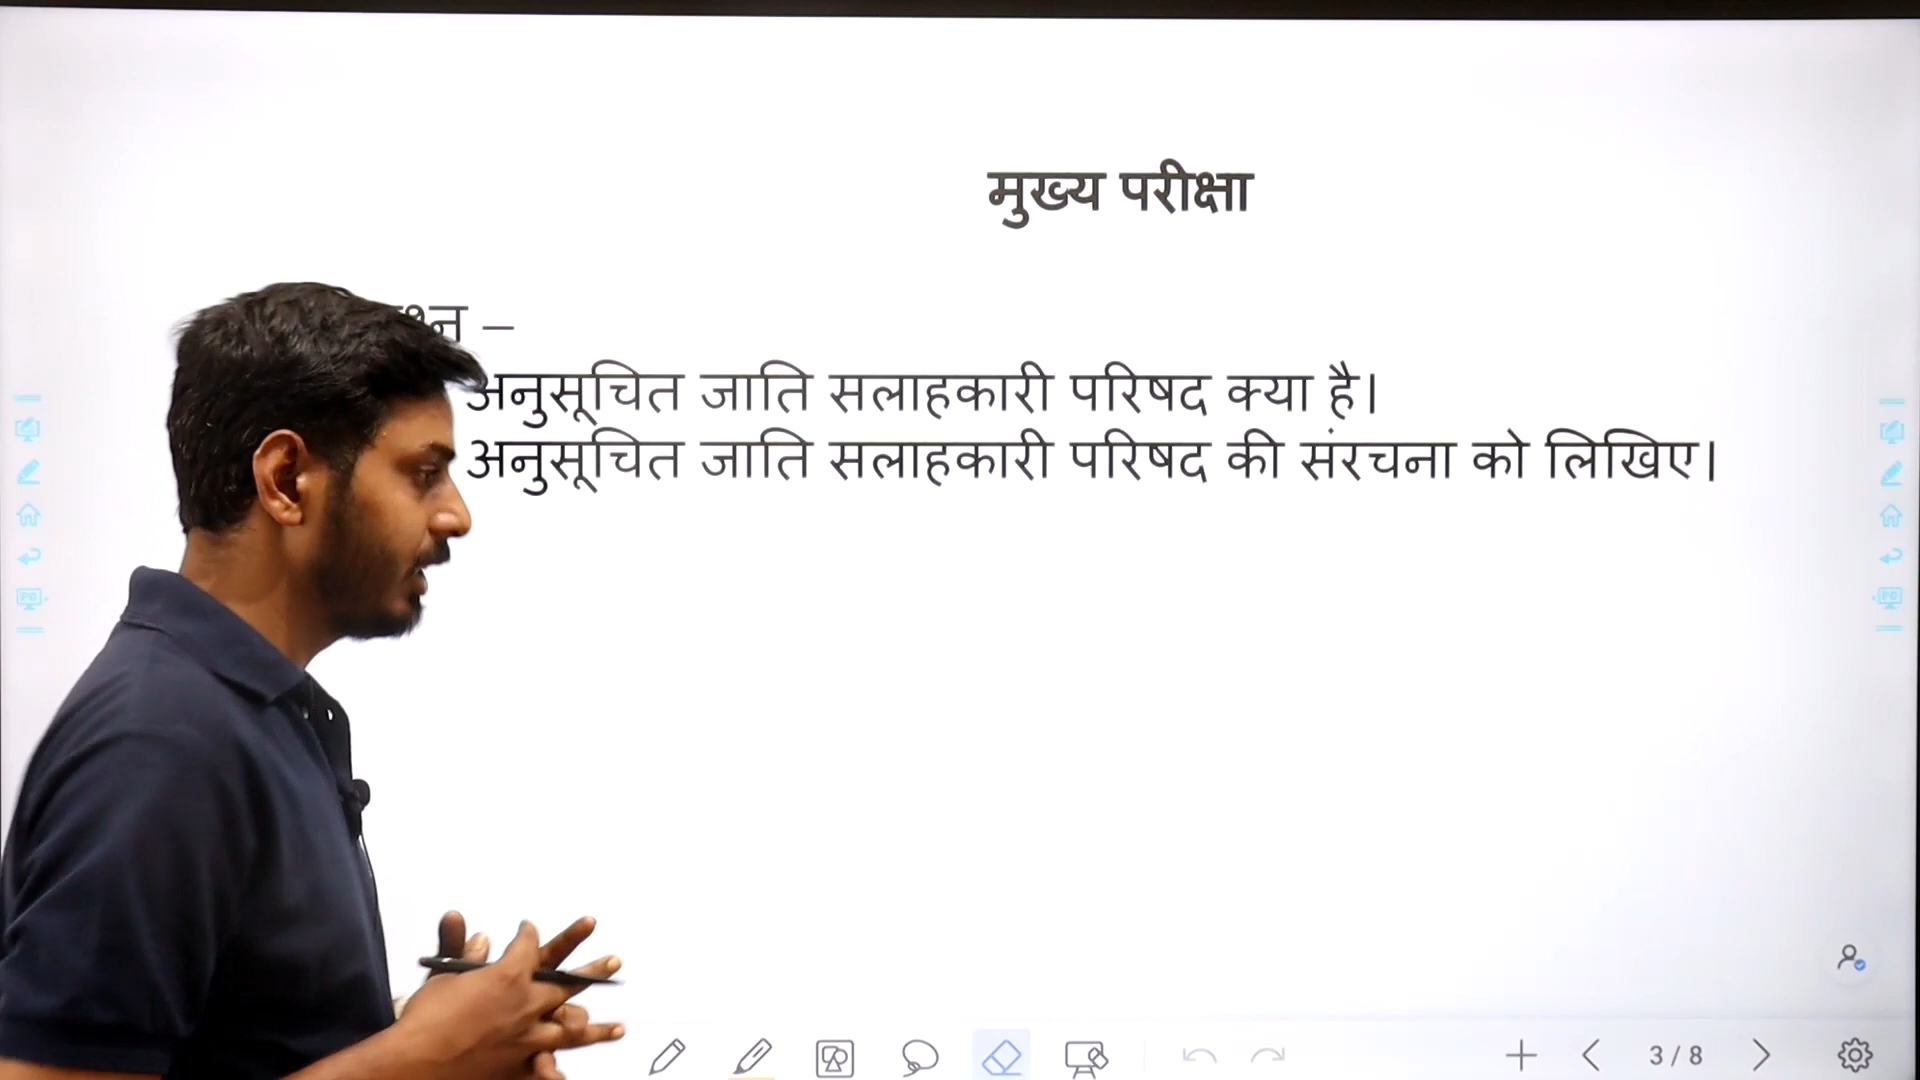 मुख्य परीक्षा
–
अनुसूचित जाति सलाहकारी परिषद क्या है।
अनुसूचित जाति सलाहकारी परिषद की संरचना को लिखिए।
3 / 8